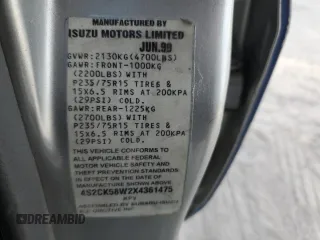 MANUFACTURED BY
ISUZU MOTORS LIMITED
JUN.99
GVWR:2130KG(4700LBS)
GAWR:FRONT-1000KG
(2200LBS) WITH
P235/75R15 TIRES &
15x6.5 RIMS AT 200KPA
(29PSI) COLD.
GAWR:REAR-1225KG
(2700LBS) WITH
P235/75R15 TIRES &
15x6.5 RIMS AT 200KPA
(29PSI) COLD.
THIS VEHICLE CONFORMS TO ALL
APPLICABLE FEDERAL MOTOR
VEHICLE SAFETY AND THEFT
PREVENTION STANDARDS IN
EFFECT ON THE DATE OF
MANUFACTURE SHOWN ABOVE.
4S2CK58W2X4361475
MPV
DREAMBID